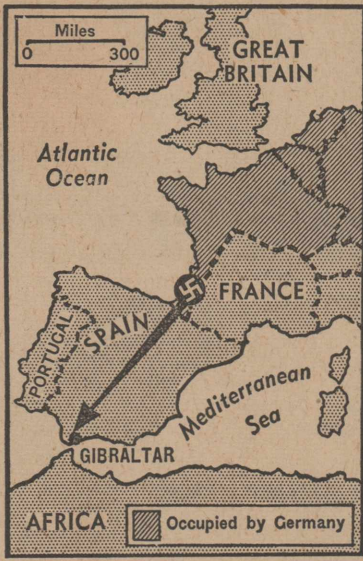 Miles
0 300
GREAT
BRITAIN
Atlantic
Ocean
FRANCE
PORTUGAL
SPAIN
Mediterranean
Sea
GIBRALTAR
AFRICA
Occupied by Germany